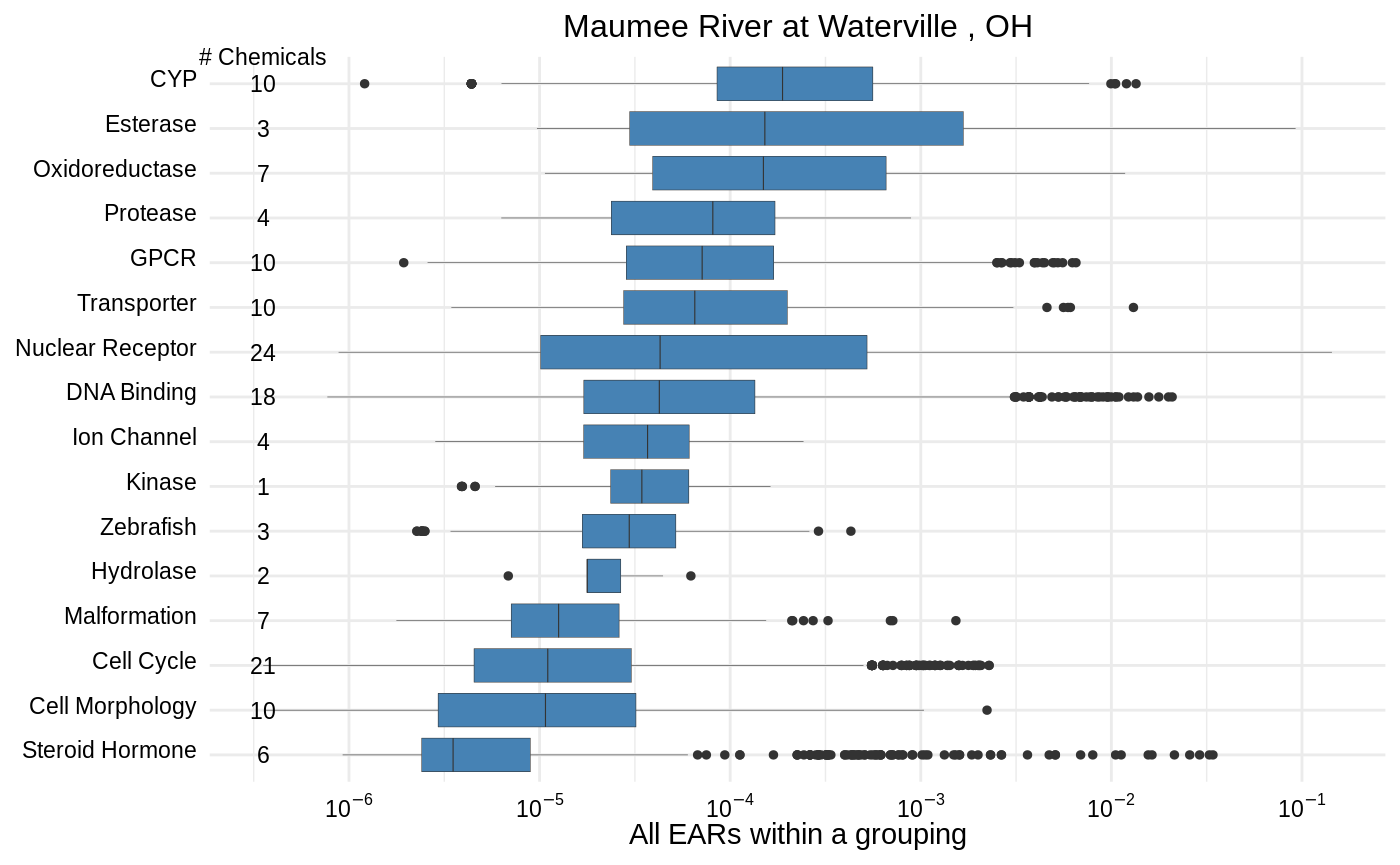 Maumee River at Waterville , OH
# Chemicals
CYP 10
Esterase 3
Oxidoreductase 7
Protease 4
GPCR 10
Transporter 10
Nuclear Receptor 24
DNA Binding 18
Ion Channel 4
Kinase 1
Zebrafish 3
Hydrolase 2
Malformation 7
Cell Cycle 21
Cell Morphology 10
Steroid Hormone 6
10⁻⁶ 10⁻⁵ 10⁻⁴ 10⁻³ 10⁻² 10⁻¹
All EARs within a grouping